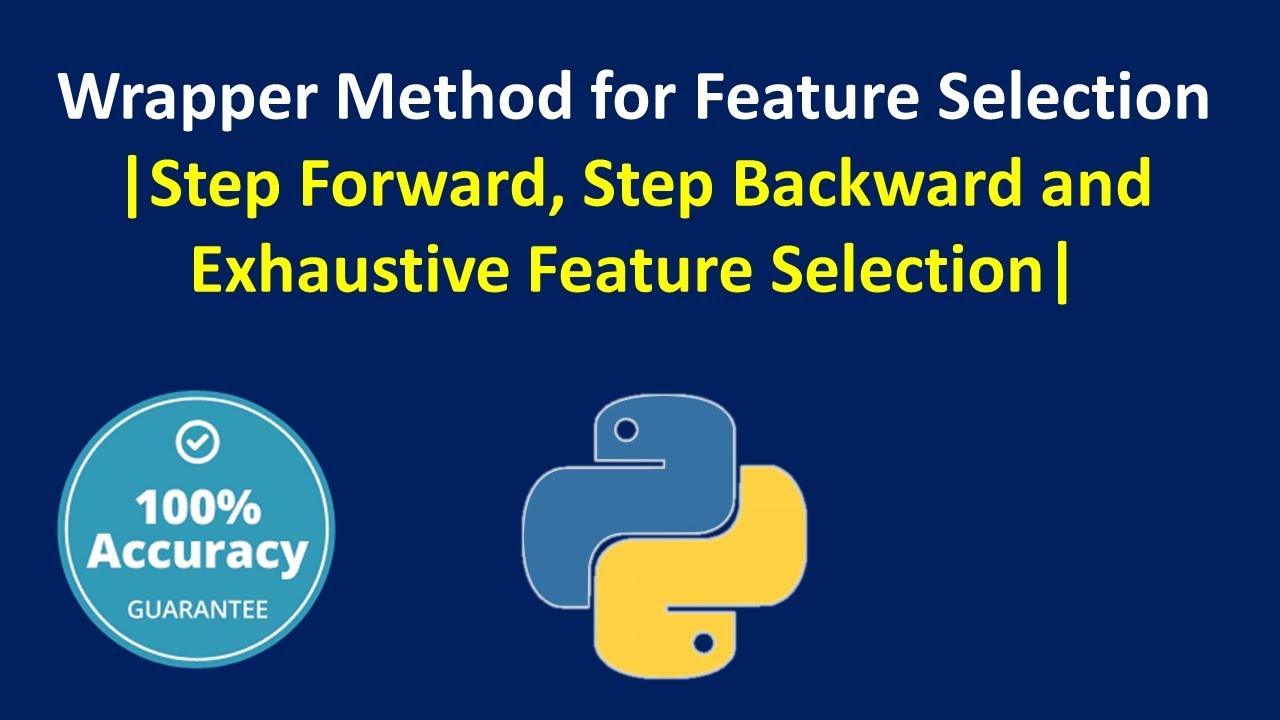 Wrapper Method for Feature Selection
|Step Forward, Step Backward and
Exhaustive Feature Selection|
100%
Accuracy
GUARANTEE